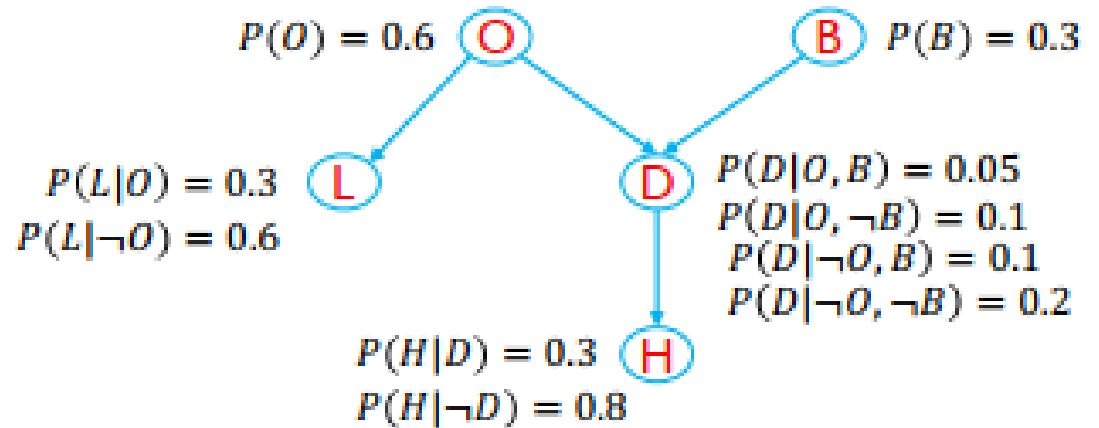 P(O) = 0.6 O B P(B) = 0.3
P(L|O) = 0.3 L D P(D|O, B) = 0.05
P(L|¬O) = 0.6 P(D|O, ¬B) = 0.1
P(D|¬O, B) = 0.1
P(D|¬O, ¬B) = 0.2
P(H|D) = 0.3 H
P(H|¬D) = 0.8